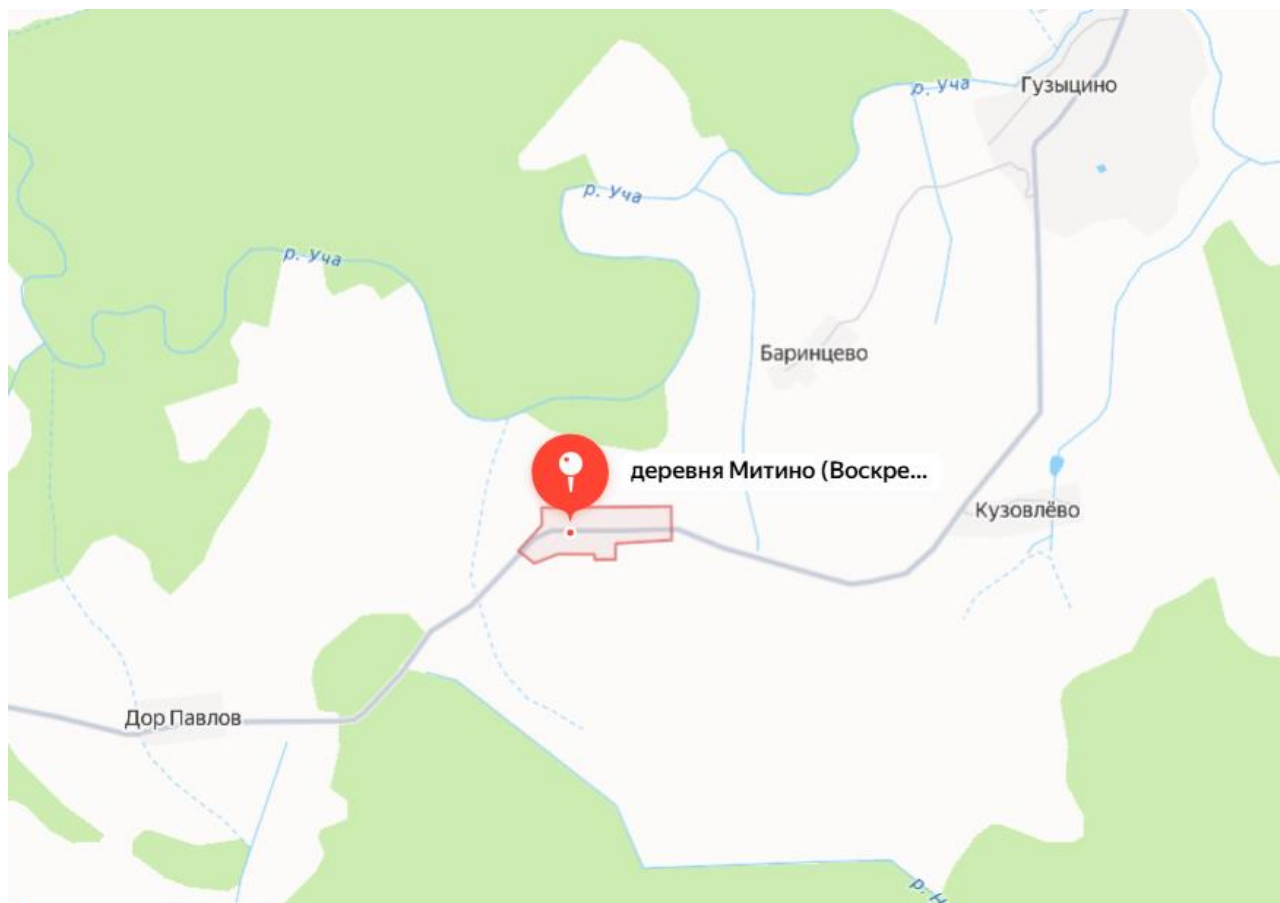 р. Уча
Гузыцино
р. Уча
р. Уча
Баринцево
деревня Митино (Воскре...
Кузовлёво
Дор Павлов
р. Н